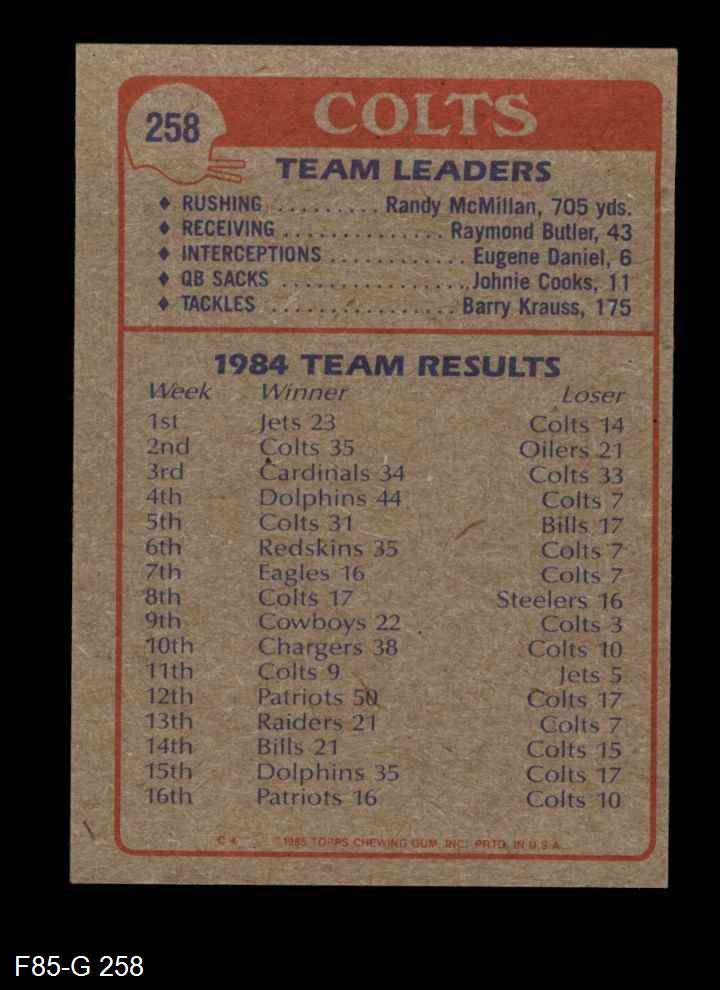 258
COLTS
TEAM LEADERS
♦ RUSHING ......... Randy McMillan, 705 yds.
♦ RECEIVING .............. Raymond Butler, 43
♦ INTERCEPTIONS ............ Eugene Daniel, 6
♦ QB SACKS ................ Johnie Cooks, 11
♦ TACKLES ................ Barry Krauss, 175
1984 TEAM RESULTS
Week Winner Loser
1st Jets 23 Colts 14
2nd Colts 35 Oilers 21
3rd Cardinals 34 Colts 33
4th Dolphins 44 Colts 7
5th Colts 31 Bills 17
6th Redskins 35 Colts 7
7th Eagles 16 Colts 7
8th Colts 17 Steelers 16
9th Cowboys 22 Colts 3
10th Chargers 38 Colts 10
11th Colts 9 Jets 5
12th Patriots 50 Colts 17
13th Raiders 21 Colts 7
14th Bills 21 Colts 15
15th Dolphins 35 Colts 17
16th Patriots 16 Colts 10
C 4 ©1985 TOPPS CHEWING GUM, INC. PRTD. IN U.S.A.
F85-G 258